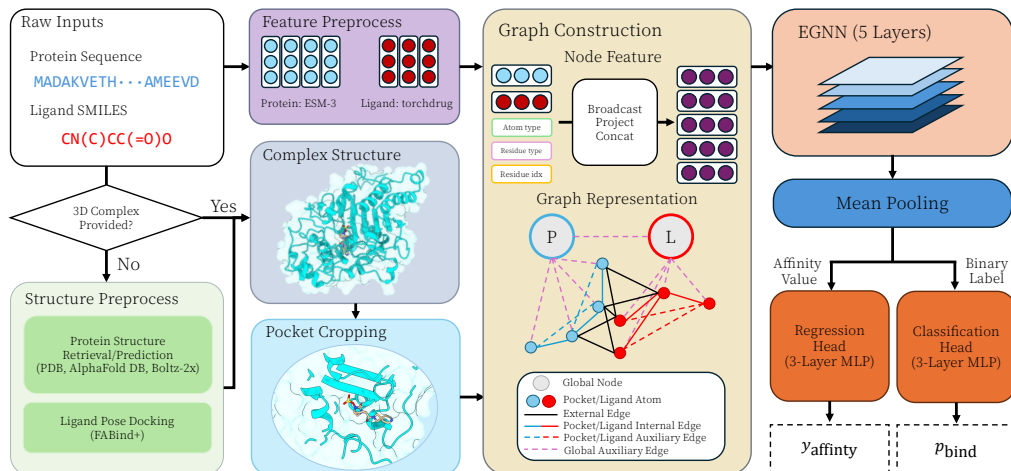 Raw Inputs
Protein Sequence
MADAKVETH···AMEEVD
Ligand SMILES
CN(C)CC(=O)O
3D Complex
Provided?
Yes
No
Structure Preprocess
Protein Structure
Retrieval/Prediction
(PDB, AlphaFold DB, Boltz-2x)
Ligand Pose Docking
(FABind+)
Feature Preprocess
Protein: ESM-3
Ligand: torchdrug
Complex Structure
Pocket Cropping
Graph Construction
Node Feature
Atom type
Residue type
Residue idx
Broadcast
Project
Concat
Graph Representation
P
L
Global Node
Pocket/Ligand Atom
External Edge
Pocket/Ligand Internal Edge
Pocket/Ligand Auxiliary Edge
Global Auxiliary Edge
EGNN (5 Layers)
Mean Pooling
Affinity
Value
Binary
Label
Regression
Head
(3-Layer MLP)
Classification
Head
(3-Layer MLP)
yaffinty
pbind